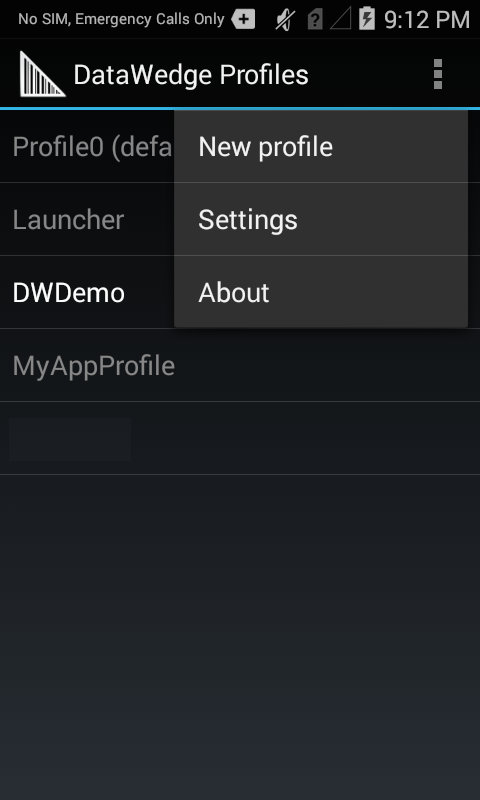 No SIM, Emergency Calls Only 9:12 PM
DataWedge Profiles
Profile0 (defa
New profile
Launcher
Settings
DWDemo
About
MyAppProfile